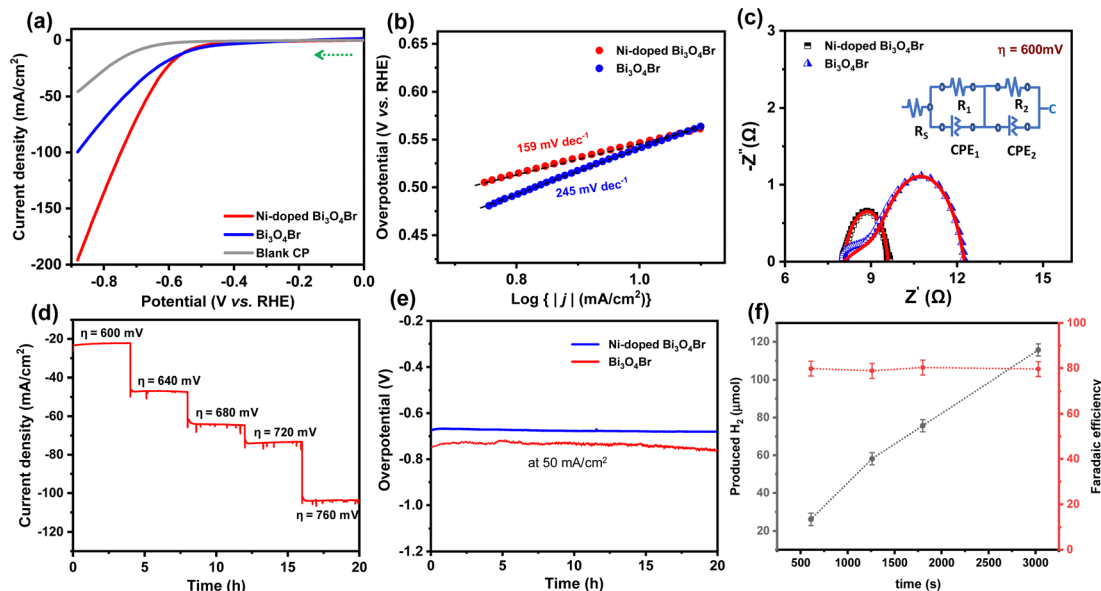 (a)
Current density (mA/cm²)
0
-50
-100
-150
-200
Ni-doped Bi₃O₄Br
Bi₃O₄Br
Blank CP
-0.8
-0.6
-0.4
-0.2
0.0
Potential (V vs. RHE)
(b)
Overpotential (V vs. RHE)
0.65
0.60
0.55
0.50
0.45
Ni-doped Bi₃O₄Br
Bi₃O₄Br
159 mV dec⁻¹
245 mV dec⁻¹
0.8
1.0
Log { | j | (mA/cm²)}
(c)
-Z''(Ω)
3
2
1
0
Ni-doped Bi₃O₄Br
Bi₃O₄Br
η = 600mV
R₁
R₂
Rₛ
C
CPE₁
CPE₂
6
9
12
15
Z' (Ω)
(d)
Current density (mA/cm²)
-20
-40
-60
-80
-100
-120
η = 600 mV
η = 640 mV
η = 680 mV
η = 720 mV
η = 760 mV
0
5
10
15
20
Time (h)
(e)
Overpotential (V)
-0.2
-0.4
-0.6
-0.8
-1.0
-1.2
Ni-doped Bi₃O₄Br
Bi₃O₄Br
at 50 mA/cm²
0
5
10
15
20
Time (h)
(f)
Produced H₂ (μmol)
120
100
80
60
40
20
500
1000
1500
2000
2500
3000
time (s)
100
80
60
40
20
0
Faradaic efficiency